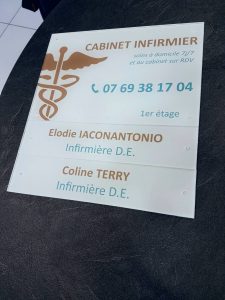 CABINET INFIRMIER
soins à domicile 7j/7
et au cabinet sur RDV
07 69 38 17 04
1er étage
Elodie IACONANTONIO
Infirmière D.E.
Coline TERRY
Infirmière D.E.